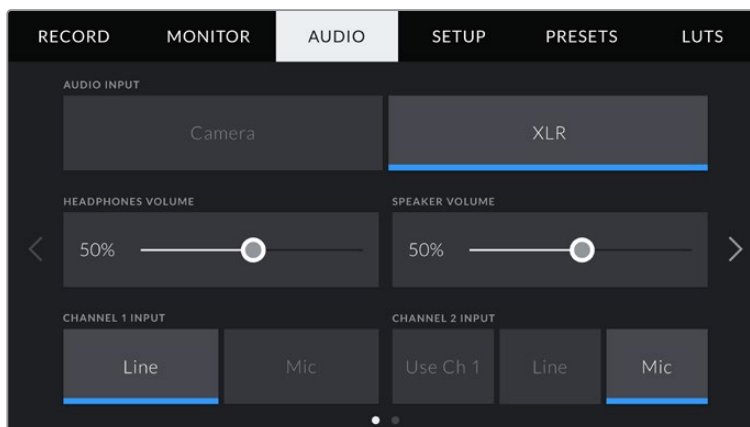 RECORD MONITOR AUDIO SETUP PRESETS LUTS
AUDIO INPUT
Camera XLR
HEADPHONES VOLUME SPEAKER VOLUME
50% 50%
CHANNEL 1 INPUT CHANNEL 2 INPUT
Line Mic Use Ch 1 Line Mic